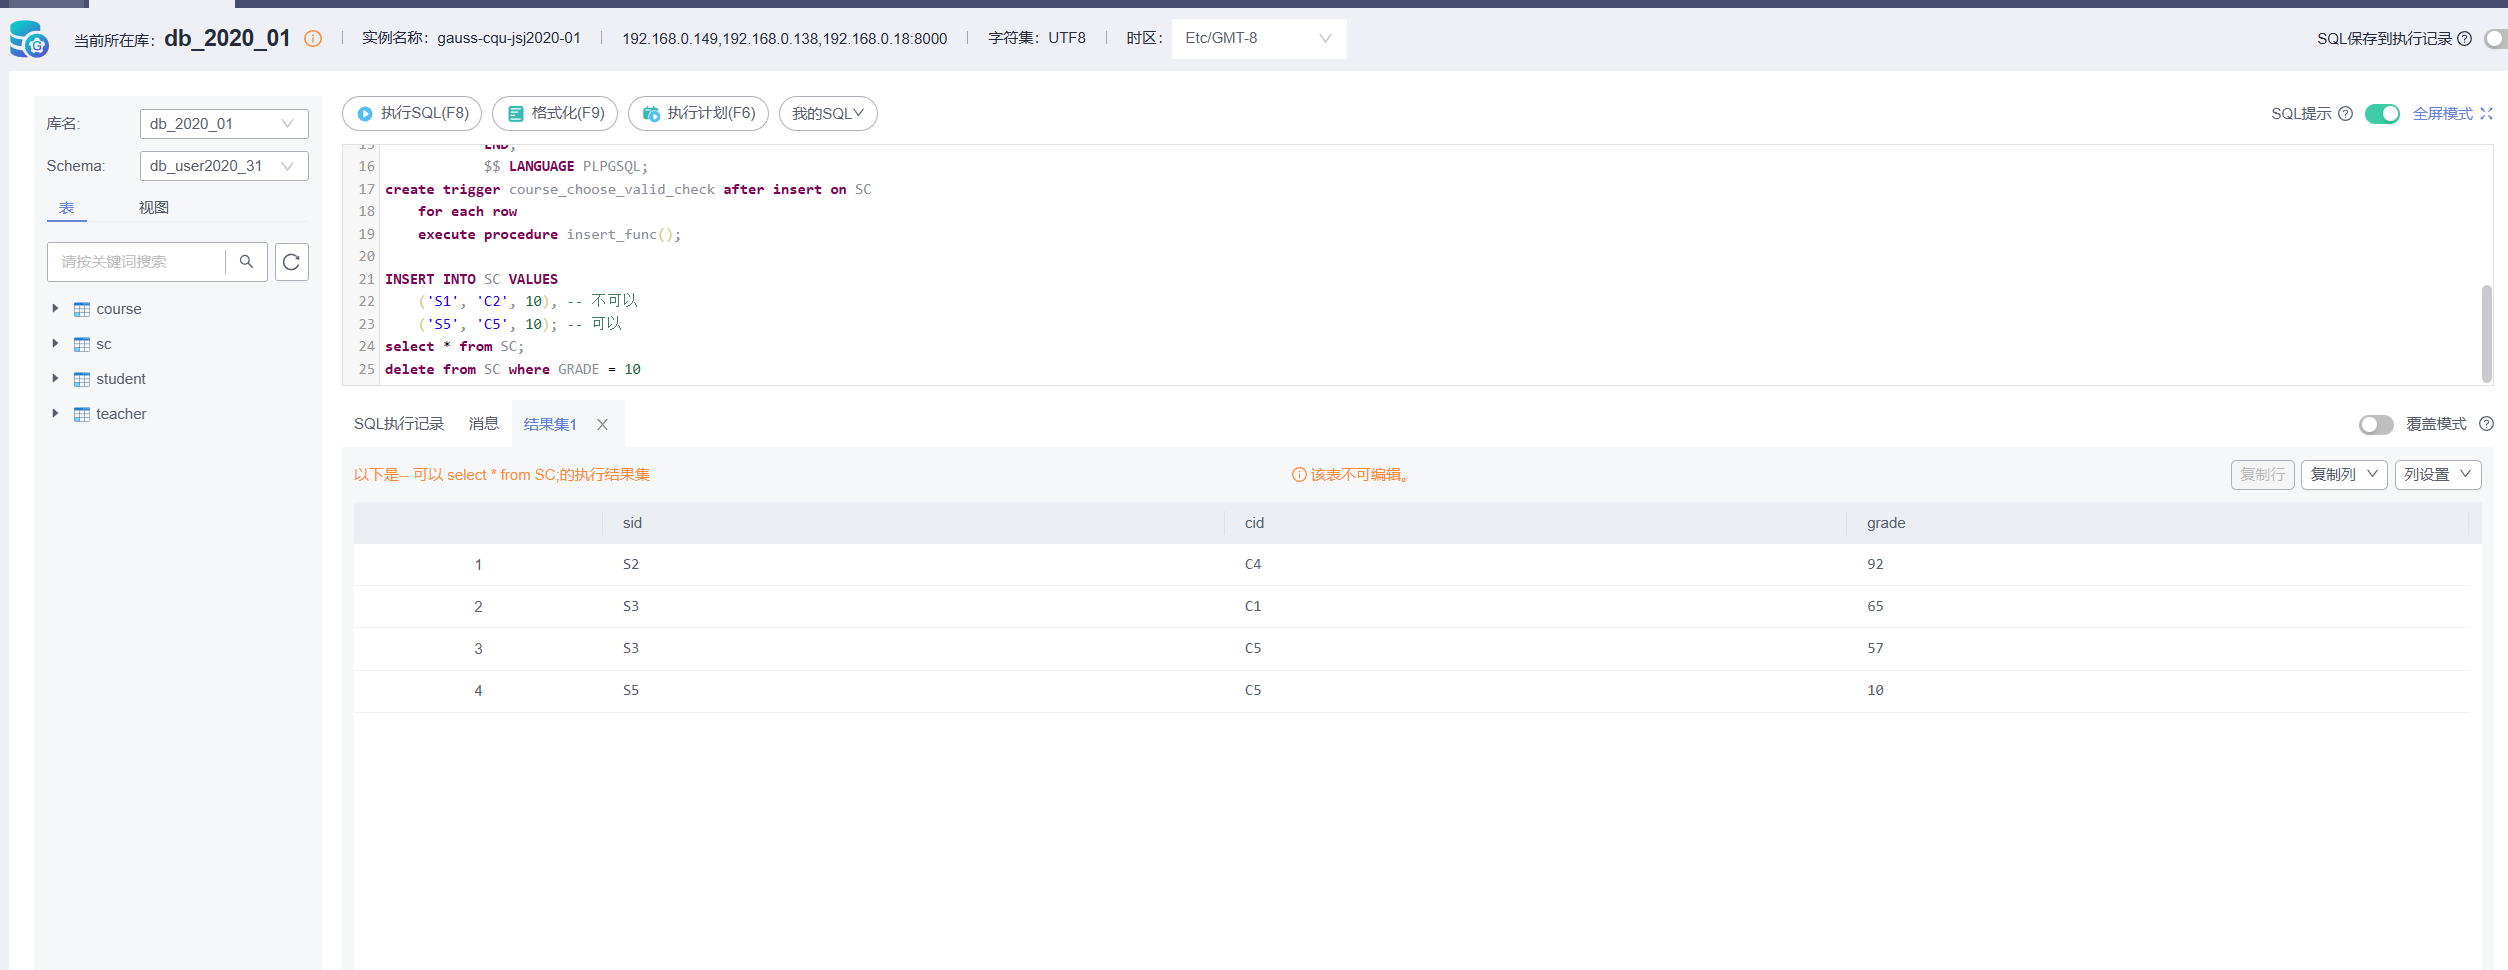 当前所在库: db_2020_01 实例名称: gauss-cqu-jsj2020-01 192.168.0.149,192.168.0.138,192.168.0.18:8000 字符集: UTF8 时区: Etc/GMT-8 SQL保存到执行记录
库名: db_2020_01
Schema: db_user2020_31
表 视图
请按关键词搜索
course
sc
student
teacher
执行SQL(F8) 格式化(F9) 执行计划(F6) 我的SQL SQL提示 全屏模式
15 END;
16 $$ LANGUAGE PLPGSQL;
17 create trigger course_choose_valid_check after insert on SC
18 for each row
19 execute procedure insert_func();
20
21 INSERT INTO SC VALUES
22 ('S1', 'C2', 10), -- 不可以
23 ('S5', 'C5', 10); -- 可以
24 select * from SC;
25 delete from SC where GRADE = 10
SQL执行记录 消息 结果集1 覆盖模式
以下是-- 可以 select * from SC;的执行结果集 该表不可编辑。 复制行 复制列 列设置
sid cid grade
1 S2 C4 92
2 S3 C1 65
3 S3 C5 57
4 S5 C5 10